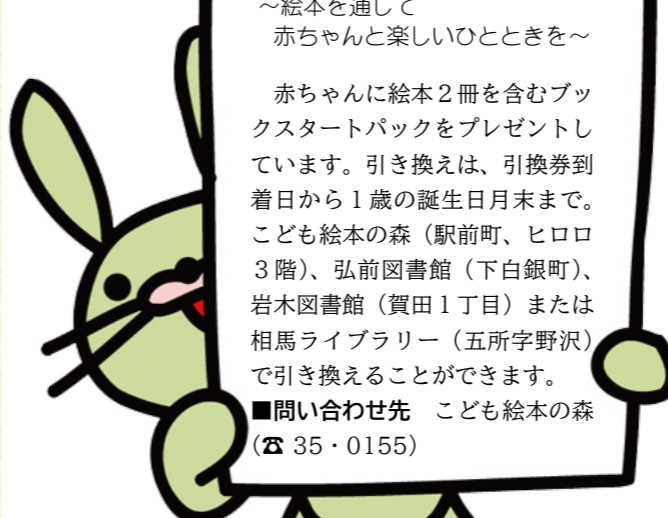 ～絵本を通して
赤ちゃんと楽しいひとときを～
赤ちゃんに絵本２冊を含むブッ
クスタートパックをプレゼントし
ています。引き換えは、引換券到
着日から１歳の誕生日月末まで。
こども絵本の森（駅前町、ヒロロ
３階）、弘前図書館（下白銀町）、
岩木図書館（賀田１丁目）または
相馬ライブラリー（五所字野沢）
で引き換えることができます。
■問い合わせ先　こども絵本の森
（☎ 35・0155）